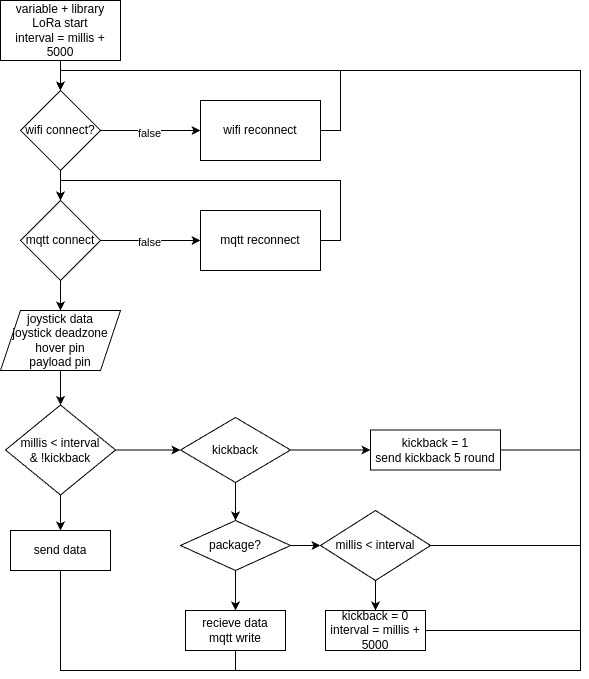 variable + library
LoRa start
interval = millis +
5000
wifi connect?
false
wifi reconnect
mqtt connect
false
mqtt reconnect
joystick data
joystick deadzone
hover pin
payload pin
millis < interval
& !kickback
kickback
kickback = 1
send kickback 5 round
send data
package?
millis < interval
recieve data
mqtt write
kickback = 0
interval = millis +
5000